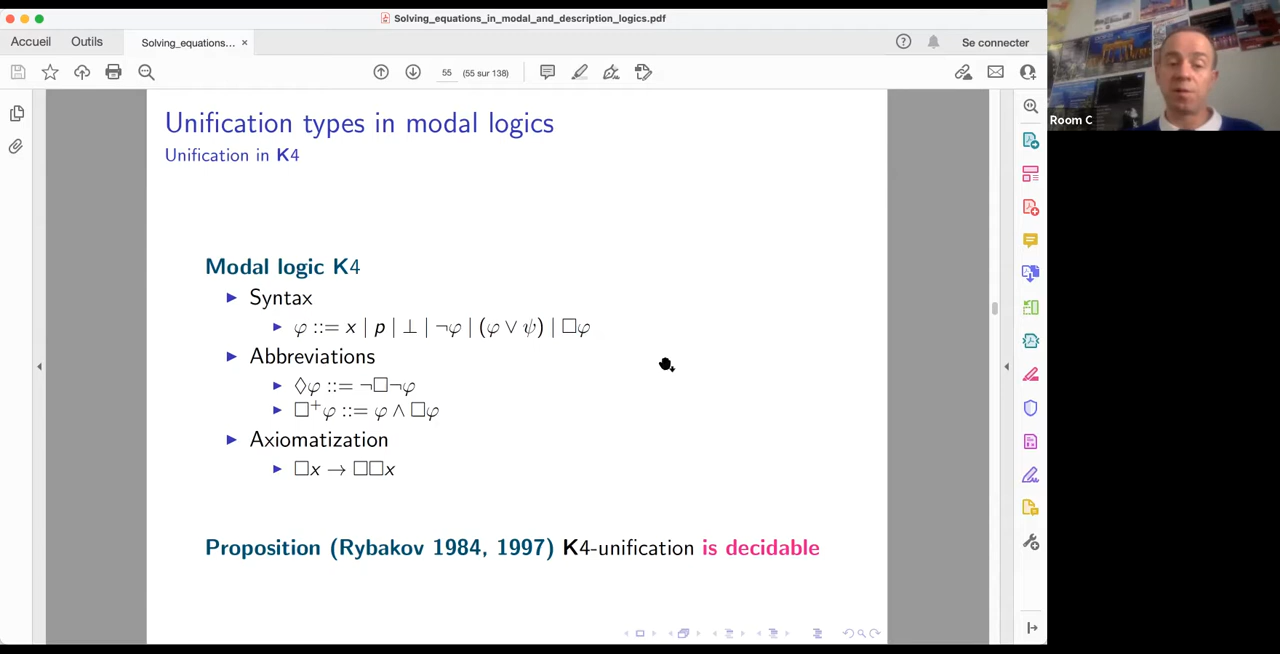 Solving_equations_in_modal_and_description_logics.pdf
Accueil Outils Solving_equations... × Se connecter
55 (55 sur 138)
Room C
Unification types in modal logics
Unification in K4
Modal logic K4
▶ Syntax
▶ φ ::= x | p | ⊥ | ¬φ | (φ ∨ ψ) | □φ
▶ Abbreviations
▶ ◊φ ::= ¬□¬φ
▶ □⁺φ ::= φ ∧ □φ
▶ Axiomatization
▶ □x → □□x
Proposition (Rybakov 1984, 1997) K4-unification is decidable